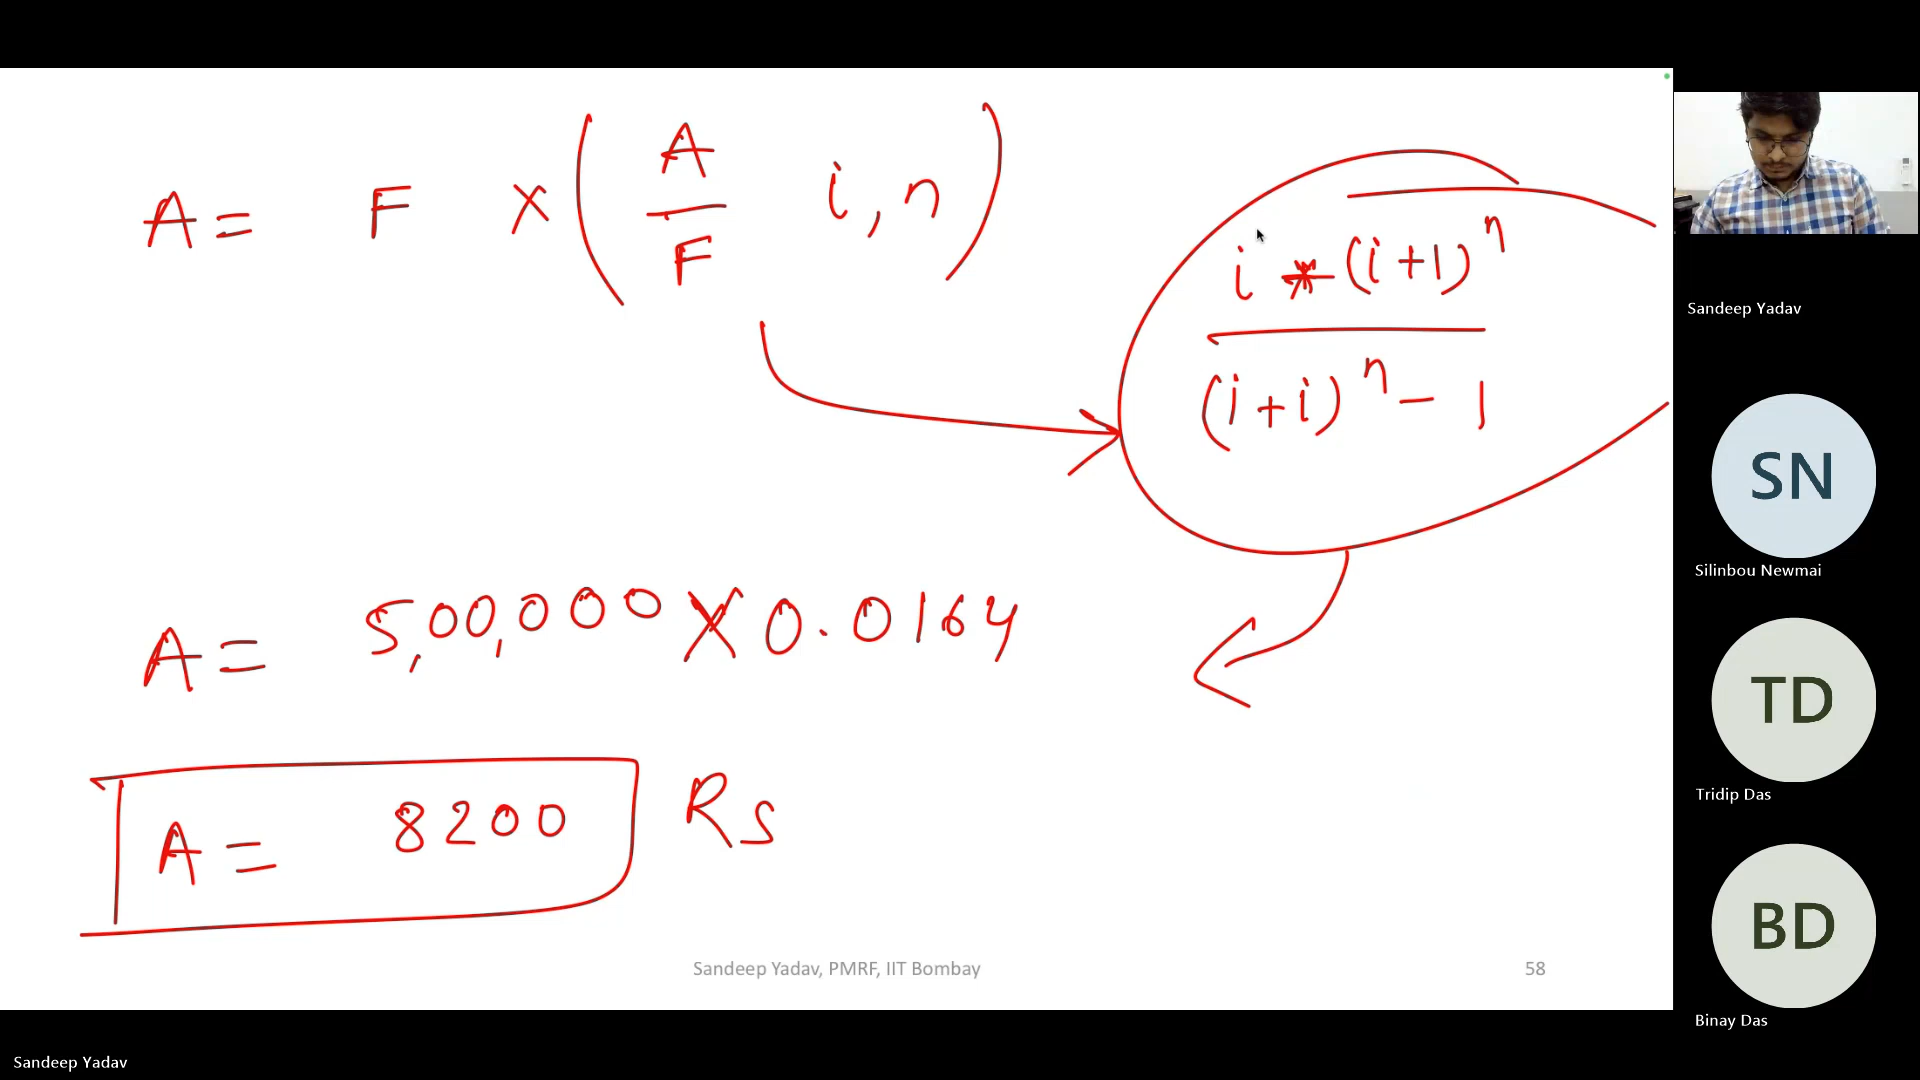 A = F × ( A / F i, n )
i * (i+1)^n
(i+i)^n - 1
A = 5,00,000 × 0.0164
A = 8200 Rs
Sandeep Yadav, PMRF, IIT Bombay 58
Sandeep Yadav
SN
Silinbou Newmai
TD
Tridip Das
BD
Binay Das
Sandeep Yadav